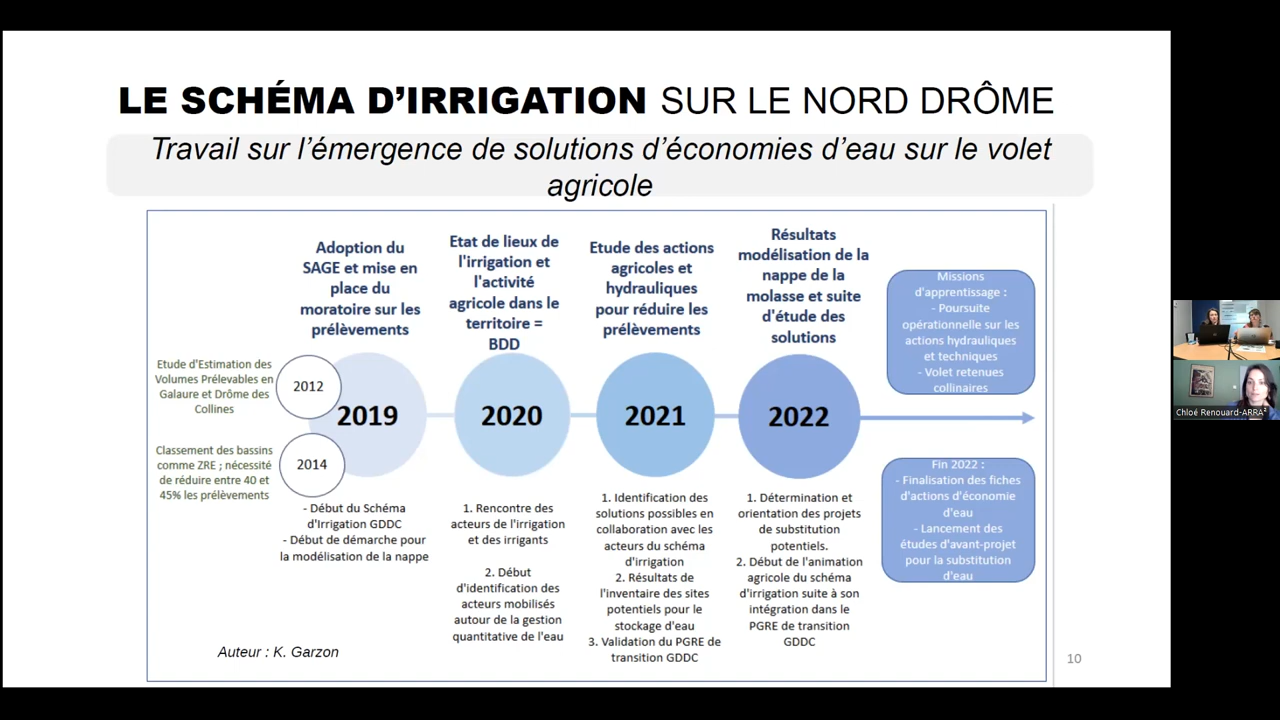 LE SCHÉMA D'IRRIGATION SUR LE NORD DRÔME
Travail sur l'émergence de solutions d'économies d'eau sur le volet
agricole
Adoption du
SAGE et mise en
place du
moratoire sur les
prélèvements
Etat de lieux de
l'irrigation et
l'activité
agricole dans le
territoire =
BDD
Etude des actions
agricoles et
hydrauliques
pour réduire les
prélèvements
Résultats
modélisation de la
nappe de la
molasse et suite
d'étude des
solutions
Missions
d'apprentissage :
- Poursuite
opérationnelle sur les
actions hydrauliques
et techniques
- Volet retenues
collinaires
Etude d'Estimation des
Volumes Prélevables en
Galaure et Drôme des
Collines
2012
2019
2020
2021
2022
Classement des bassins
comme ZRE ; nécessité
de réduire entre 40 et
45% les prélèvements
2014
- Début du Schéma
d'Irrigation GDDC
- Début de démarche pour
la modélisation de la nappe
1. Rencontre des
acteurs de l'irrigation
et des irrigants
2. Début
d'identification des
acteurs mobilisés
autour de la gestion
quantitative de l'eau
1. Identification des
solutions possibles en
collaboration avec les
acteurs du schéma
d'irrigation
2. Résultats de
l'inventaire des sites
potentiels pour le
stockage d'eau
3. Validation du PGRE de
transition GDDC
1. Détermination et
orientation des projets
de substitution
potentiels.
2. Début de l'animation
agricole du schéma
d'irrigation suite à son
intégration dans le
PGRE de transition
GDDC
Fin 2022 :
- Finalisation des fiches
d'actions d'économie
d'eau
- Lancement des
études d'avant-projet
pour la substitution
d'eau
Auteur : K. Garzon
10
Chloé Renouard-ARRA²